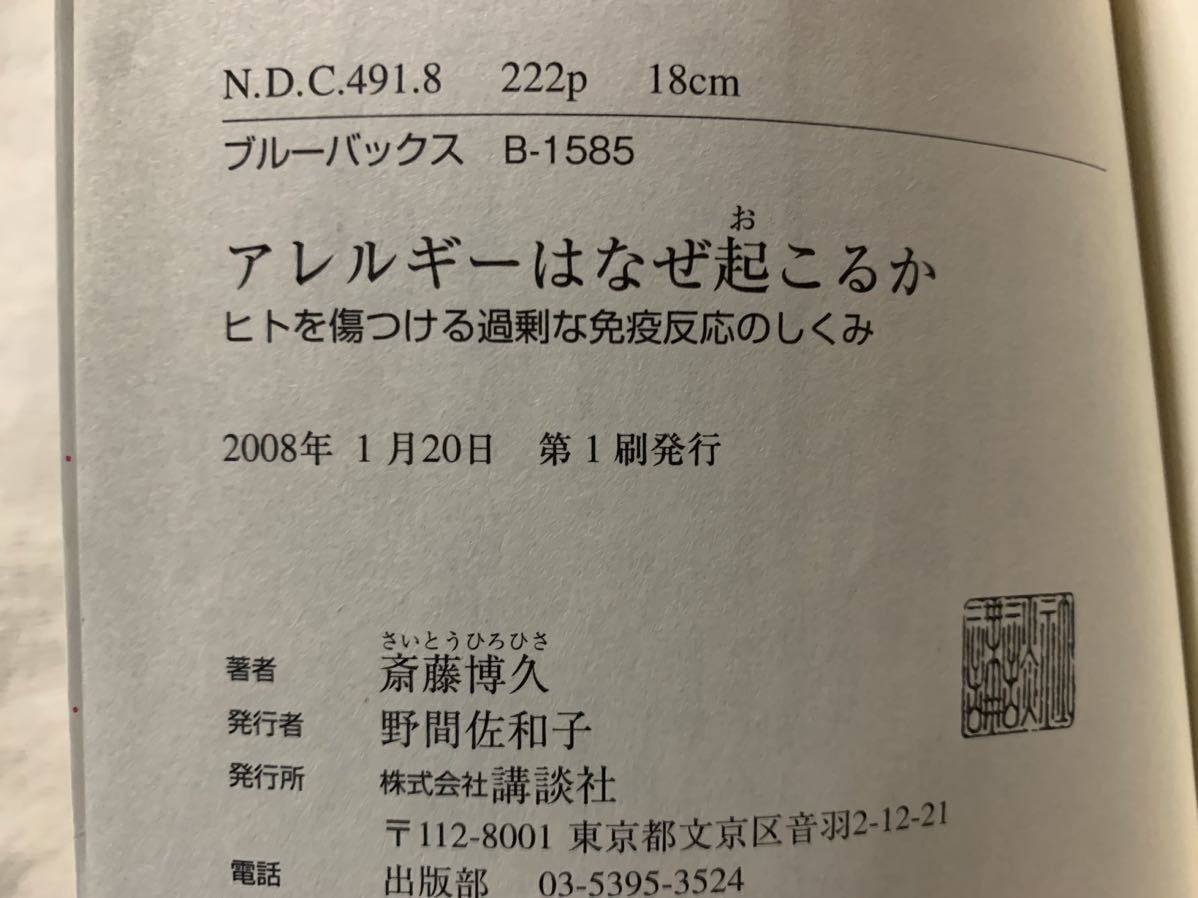 N.D.C.491.8　222p　18cm
ブルーバックス　B-1585
お
アレルギーはなぜ起こるか
ヒトを傷つける過剰な免疫反応のしくみ
2008年 1月20日　第1刷発行
さいとうひろひさ
著者　斎藤博久
発行者　野間佐和子
発行所　株式会社講談社
〒112-8001 東京都文京区音羽2-12-21
電話　出版部　03-5395-3524
講談社